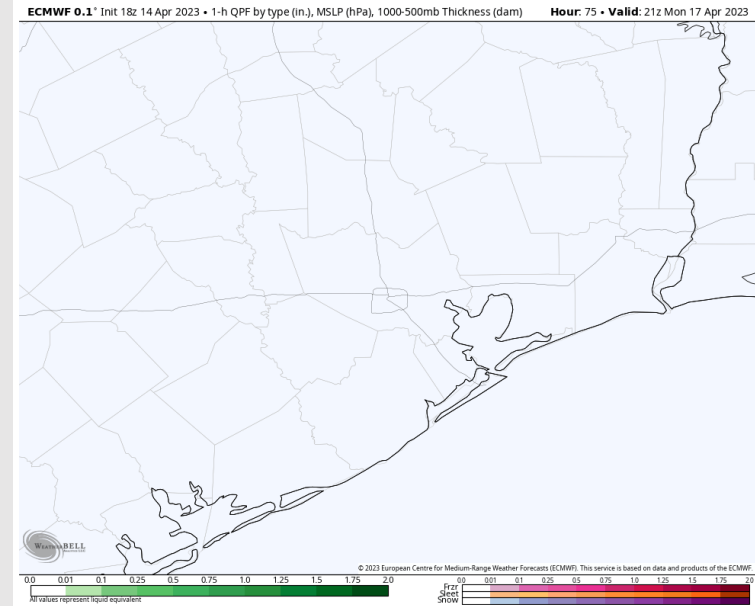 ECMWF 0.1° Init 18z 14 Apr 2023 • 1-h QPF by type (in.), MSLP (hPa), 1000-500mb Thickness (dam) Hour: 75 • Valid: 21z Mon 17 Apr 2023
WeatherBELL
© 2023 European Centre for Medium-Range Weather Forecasts (ECMWF). This service is based on data and products of the ECMWF.
0.0 0.01 0.1 0.25 0.5 0.75 1.0 1.25 1.5 1.75 2.0
All values represent liquid equivalent
0.0 0.01 0.1 0.25 0.5 0.75 1.0 1.25 1.5 1.75 2.0
Frzr
Sleet
Snow